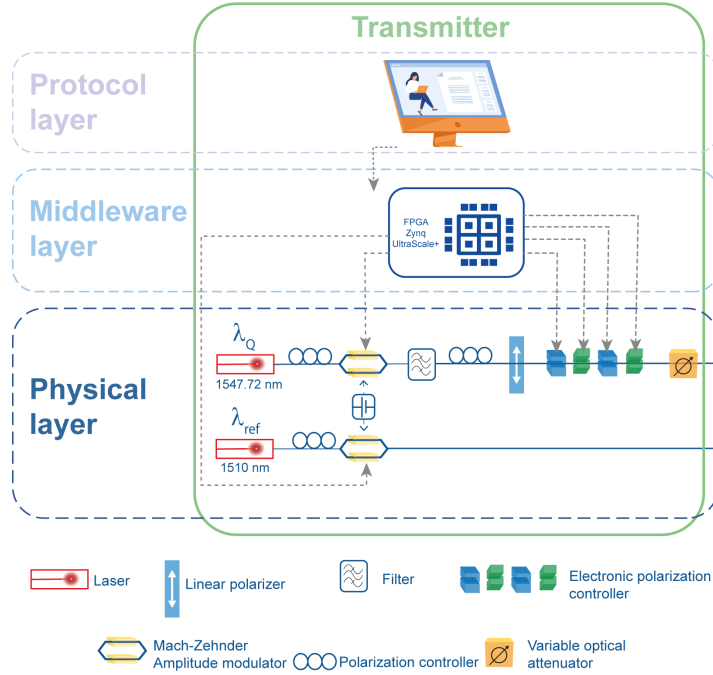 Transmitter
Protocol
layer
Middleware
layer
FPGA
Zynq
UltraScale+
λQ
1547.72 nm
Physical
layer
λref
1510 nm
Laser
Linear polarizer
Filter
Electronic polarization
controller
Mach-Zehnder
Amplitude modulator
Polarization controller
Variable optical
attenuator